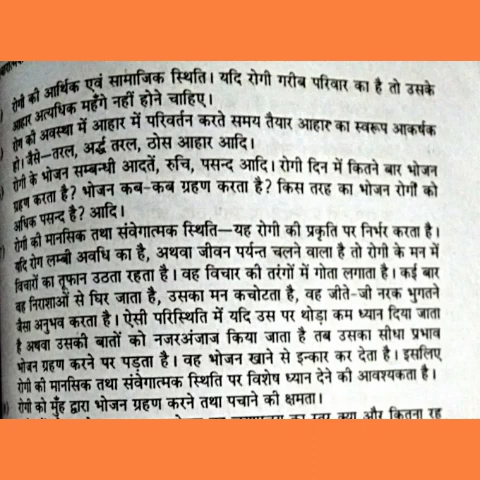 रोगी की आर्थिक एवं सामाजिक स्थिति। यदि रोगी गरीब परिवार का है तो उसके
आहार अत्यधिक महँगे नहीं होने चाहिए।
रोग की अवस्था में आहार में परिवर्तन करते समय तैयार आहार का स्वरूप आकर्षक
हो। जैसे—तरल, अर्द्ध तरल, ठोस आहार आदि।
रोगी के भोजन सम्बन्धी आदतें, रुचि, पसन्द आदि। रोगी दिन में कितने बार भोजन
ग्रहण करता है? भोजन कब-कब ग्रहण करता है? किस तरह का भोजन रोगी को
अधिक पसन्द है? आदि।
रोगी की मानसिक तथा संवेगात्मक स्थिति—यह रोगी की प्रकृति पर निर्भर करता है।
यदि रोग लम्बी अवधि का है, अथवा जीवन पर्यन्त चलने वाला है तो रोगी के मन में
विचारों का तूफान उठता रहता है। वह विचार की तरंगों में गोता लगाता है। कई बार
वह निराशाओं से घिर जाता है, उसका मन कचोटता है, वह जीते-जी नरक भुगतने
जैसा अनुभव करता है। ऐसी परिस्थिति में यदि उस पर थोड़ा कम ध्यान दिया जाता
है अथवा उसकी बातों को नजरअंजाज किया जाता है तब उसका सीधा प्रभाव
भोजन ग्रहण करने पर पड़ता है। वह भोजन खाने से इन्कार कर देता है। इसलिए
रोगी की मानसिक तथा संवेगात्मक स्थिति पर विशेष ध्यान देने की आवश्यकता है।
रोगी को मुँह द्वारा भोजन ग्रहण करने तथा पचाने की क्षमता।
का स्तर क्या और कितना रह